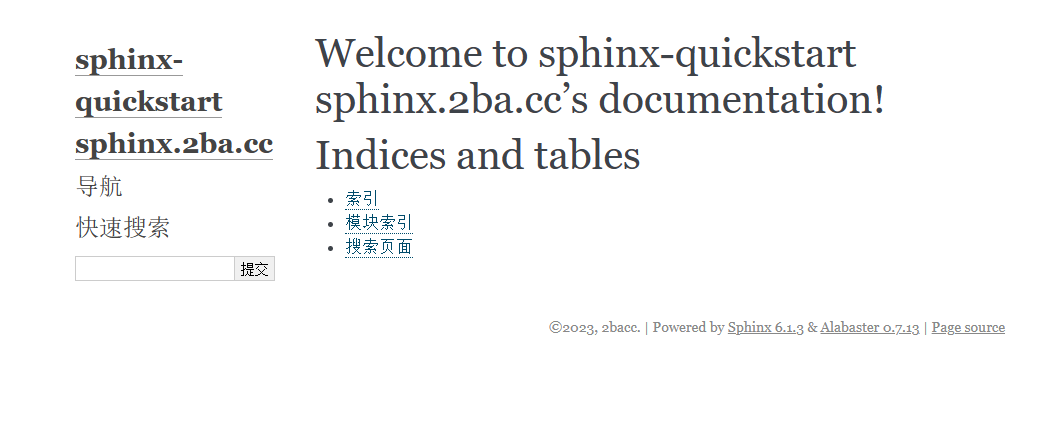 sphinx-
quickstart
sphinx.2ba.cc
导航
快速搜索
提交
Welcome to sphinx-quickstart
sphinx.2ba.cc’s documentation!
Indices and tables
索引
模块索引
搜索页面
©2023, 2bacc. | Powered by Sphinx 6.1.3 & Alabaster 0.7.13 | Page source